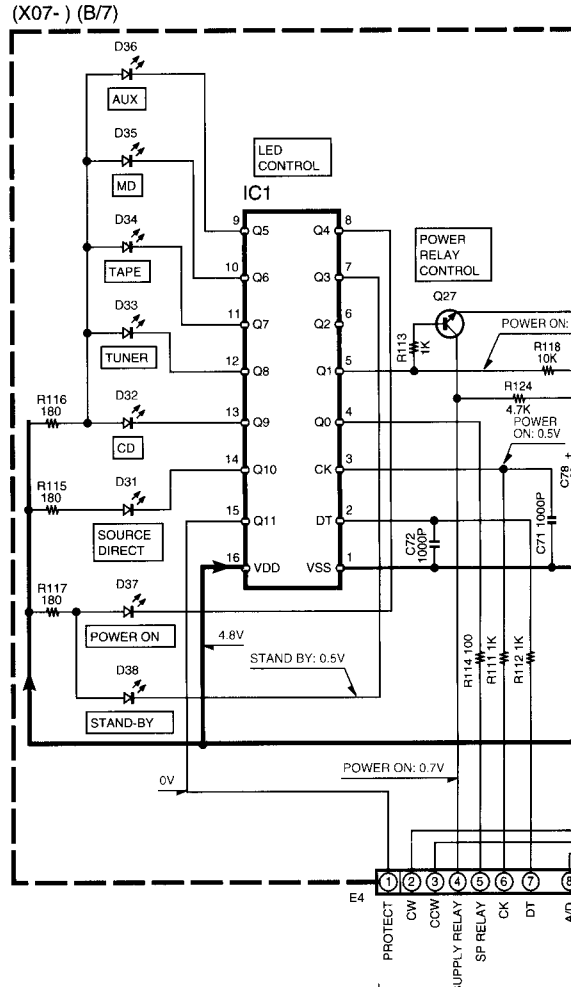 (X07- ) (B/7)
D36
AUX
D35
MD
D34
TAPE
D33
TUNER
R116
180
D32
CD
R115
180
D31
SOURCE
DIRECT
R117
180
D37
POWER ON
D38
STAND-BY
LED
CONTROL
IC1
9 Q5
10 Q6
11 Q7
12 Q8
13 Q9
14 Q10
15 Q11
16 VDD
Q4 8
Q3 7
Q2 6
Q1 5
Q0 4
CK 3
DT 2
VSS 1
POWER
RELAY
CONTROL
Q27
R113
1K
POWER ON:
R118
10K
R124
4.7K
POWER
ON: 0.5V
C78 +
C72
1000P
C71 1000P
4.8V
STAND BY: 0.5V
R114 100
R111 1K
R112 1K
0V
POWER ON: 0.7V
E4
1 2 3 4 5 6 7 8
PROTECT
CW
CCW
SUPPLY RELAY
SP RELAY
CK
DT
A/D